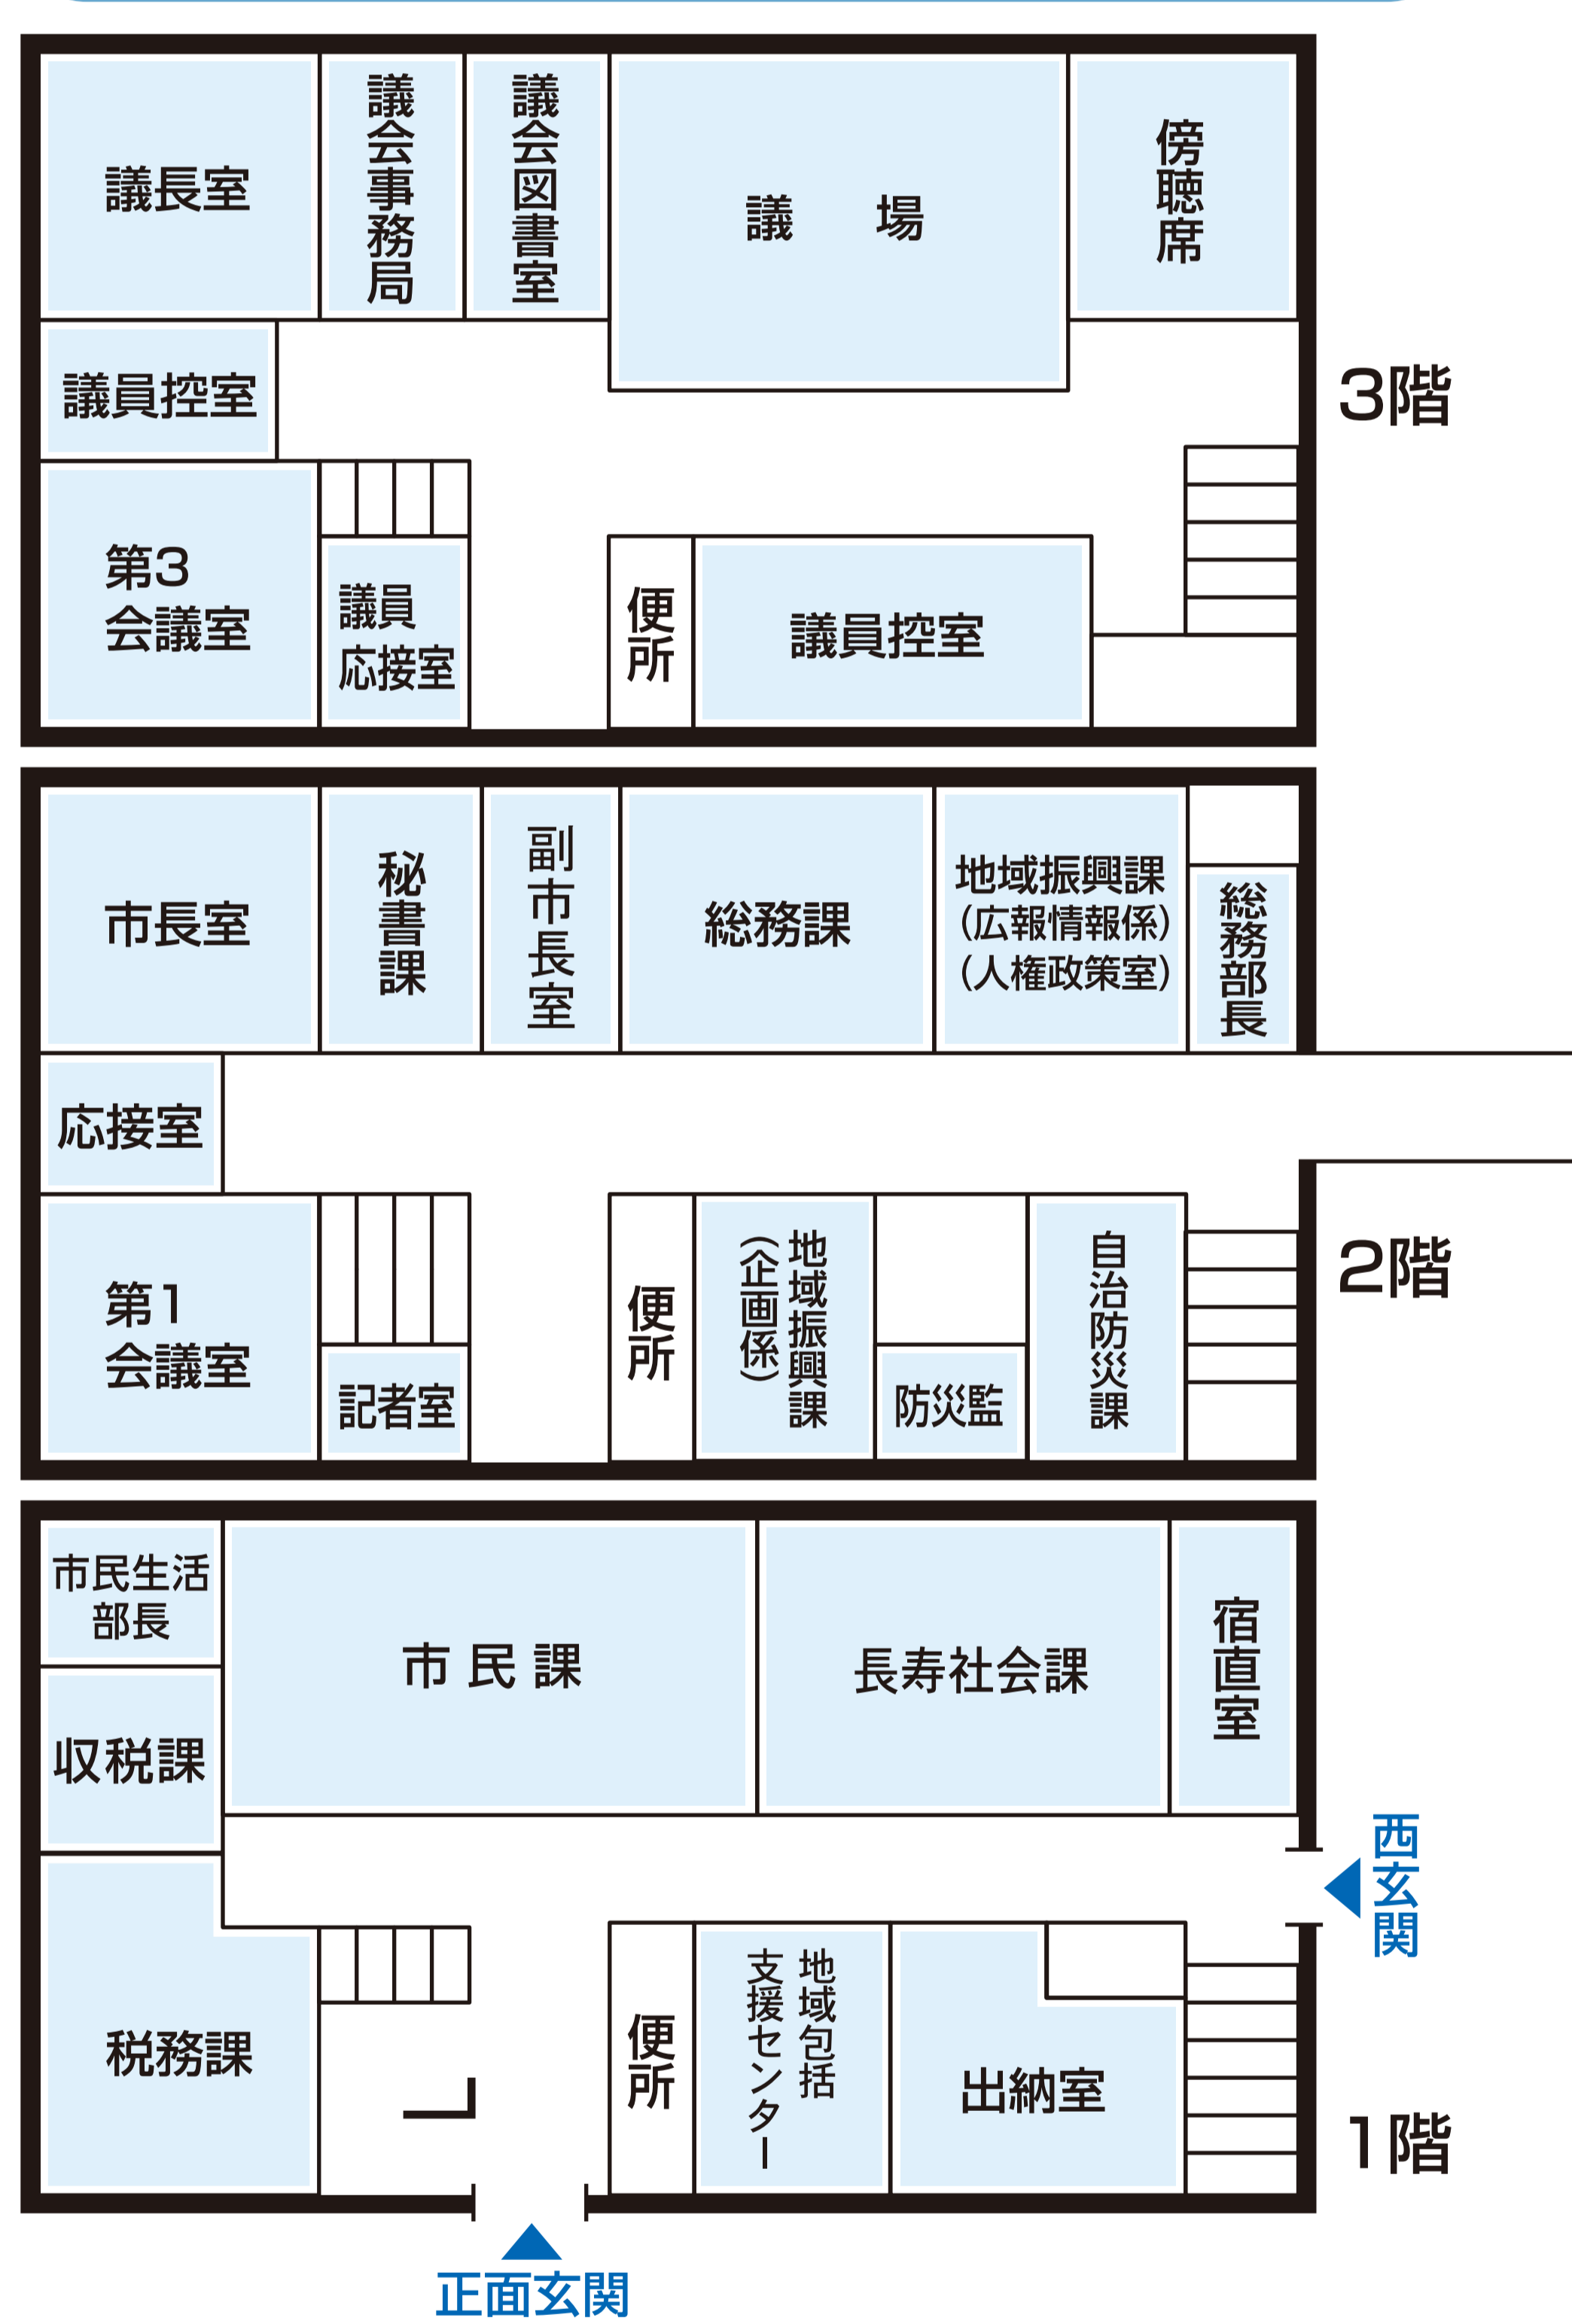 議長室
議会事務局
議会図書室
議場
傍聴席
議員控室
3階
第3
会議室
議員
応接室
便所
議員控室
市長室
秘書課
副市長室
総務課
地域振興課
(広報情報係)
(人権政策室)
総務部長
応接室
2階
第1
会議室
記者室
便所
地域振興課
(企画係)
防災監
自治防災課
市民生活
部長
市民課
長寿社会課
宿直室
収税課
西玄関
税務課
便所
地域包括
支援センター
出納室
1階
正面玄関